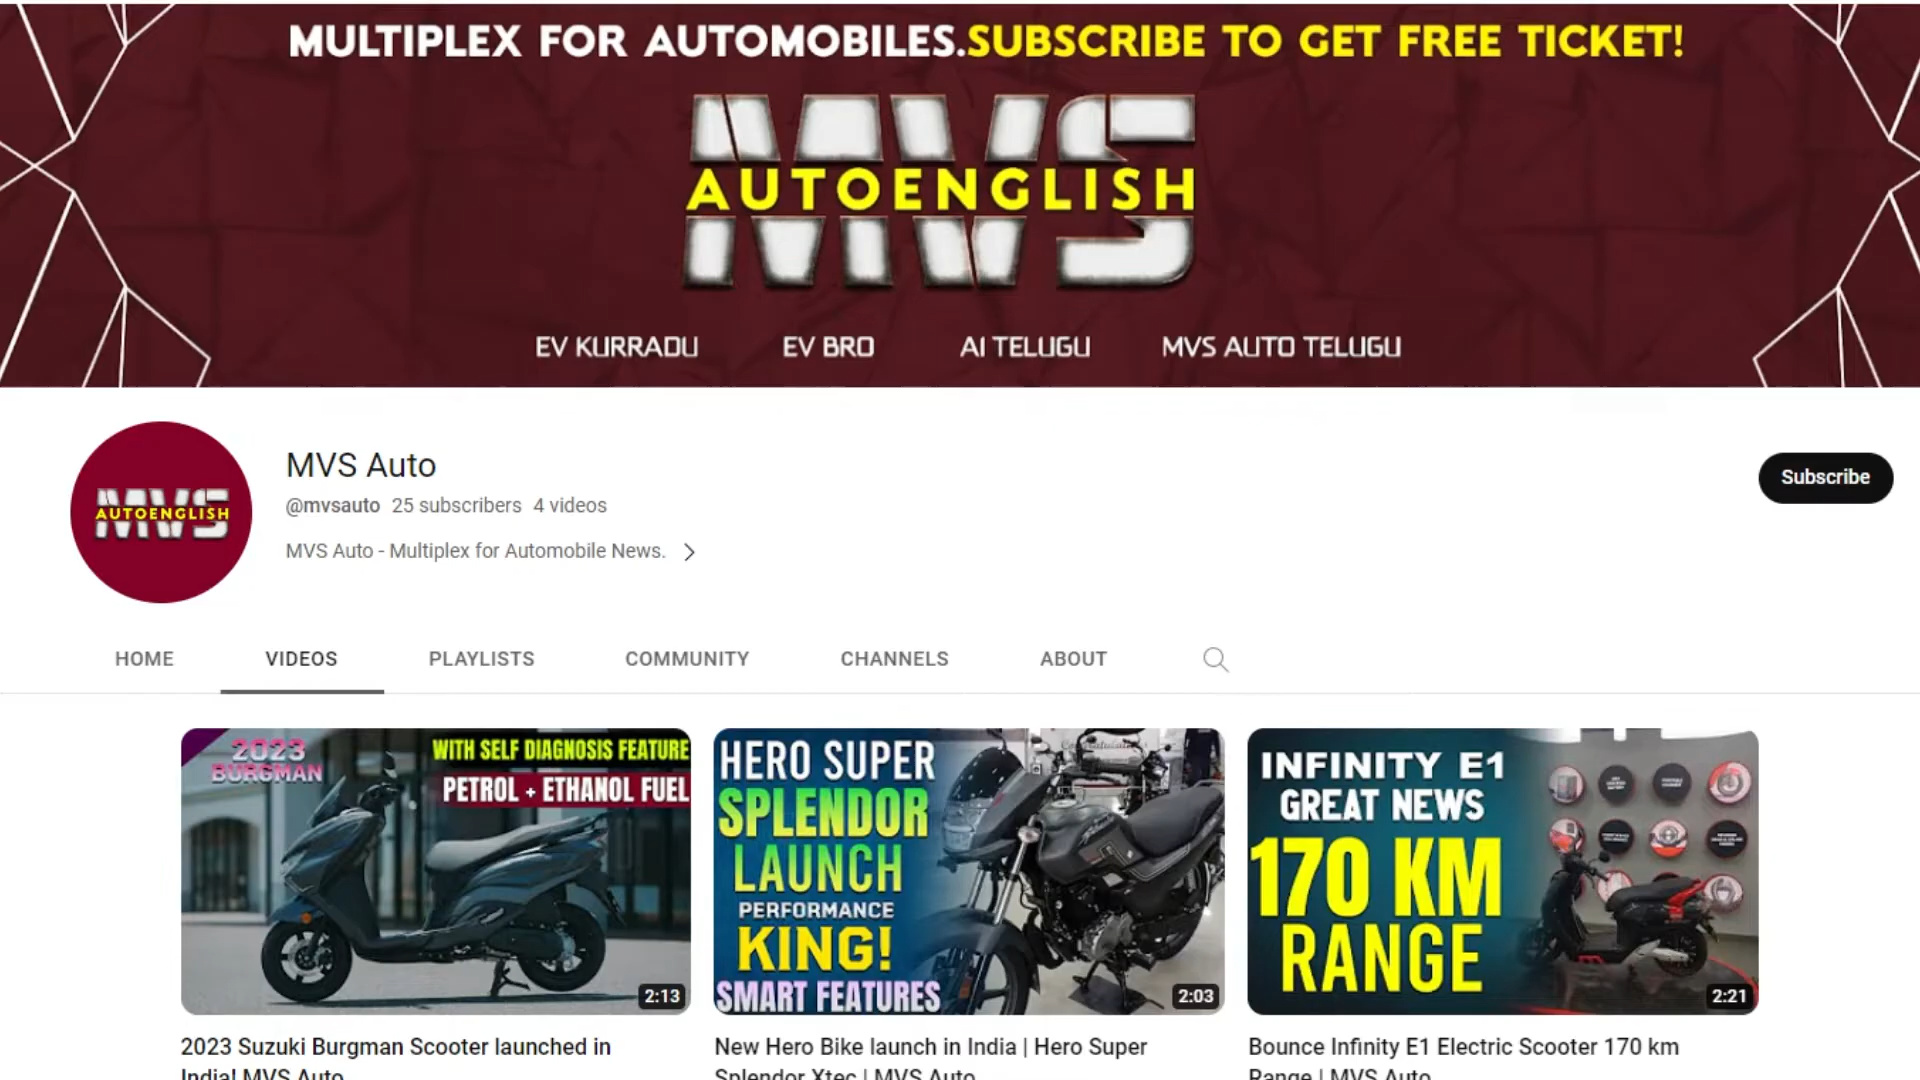 MULTIPLEX FOR AUTOMOBILES.SUBSCRIBE TO GET FREE TICKET!
MVS
AUTOENGLISH
EV KURRADU EV BRO AI TELUGU MVS AUTO TELUGU
MVS
AUTOENGLISH
MVS Auto
@mvsauto 25 subscribers 4 videos
MVS Auto - Multiplex for Automobile News.
Subscribe
HOME VIDEOS PLAYLISTS COMMUNITY CHANNELS ABOUT
2023
BURGMAN
WITH SELF DIAGNOSIS FEATURE
PETROL + ETHANOL FUEL
2:13
HERO SUPER
SPLENDOR
LAUNCH
PERFORMANCE
KING!
SMART FEATURES
2:03
INFINITY E1
GREAT NEWS
170 KM
RANGE
2:21
2023 Suzuki Burgman Scooter launched in
India! MVS Auto
New Hero Bike launch in India | Hero Super
Splendor Xtec | MVS Auto
Bounce Infinity E1 Electric Scooter 170 km
Range | MVS Auto